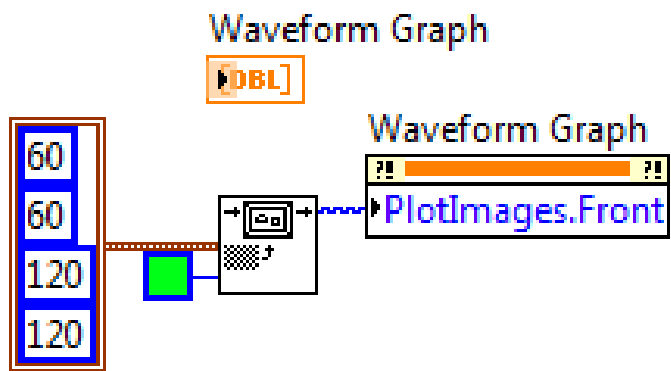 Waveform Graph
[DBL]
Waveform Graph
?! ?!
PlotImages.Front
60
60
120
120